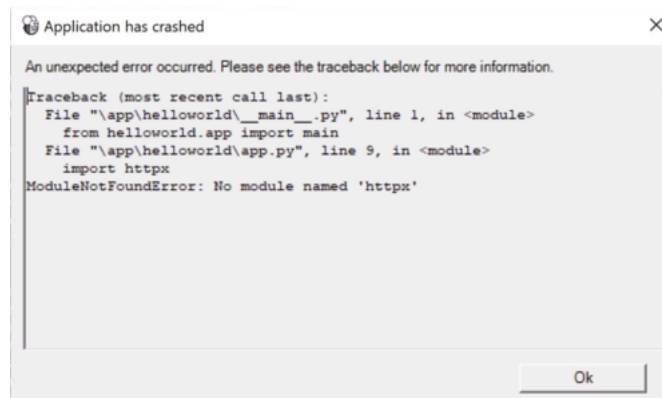 Application has crashed
An unexpected error occurred. Please see the traceback below for more information.
Traceback (most recent call last):
  File "\app\helloworld\__main__.py", line 1, in <module>
    from helloworld.app import main
  File "\app\helloworld\app.py", line 9, in <module>
    import httpx
ModuleNotFoundError: No module named 'httpx'
Ok